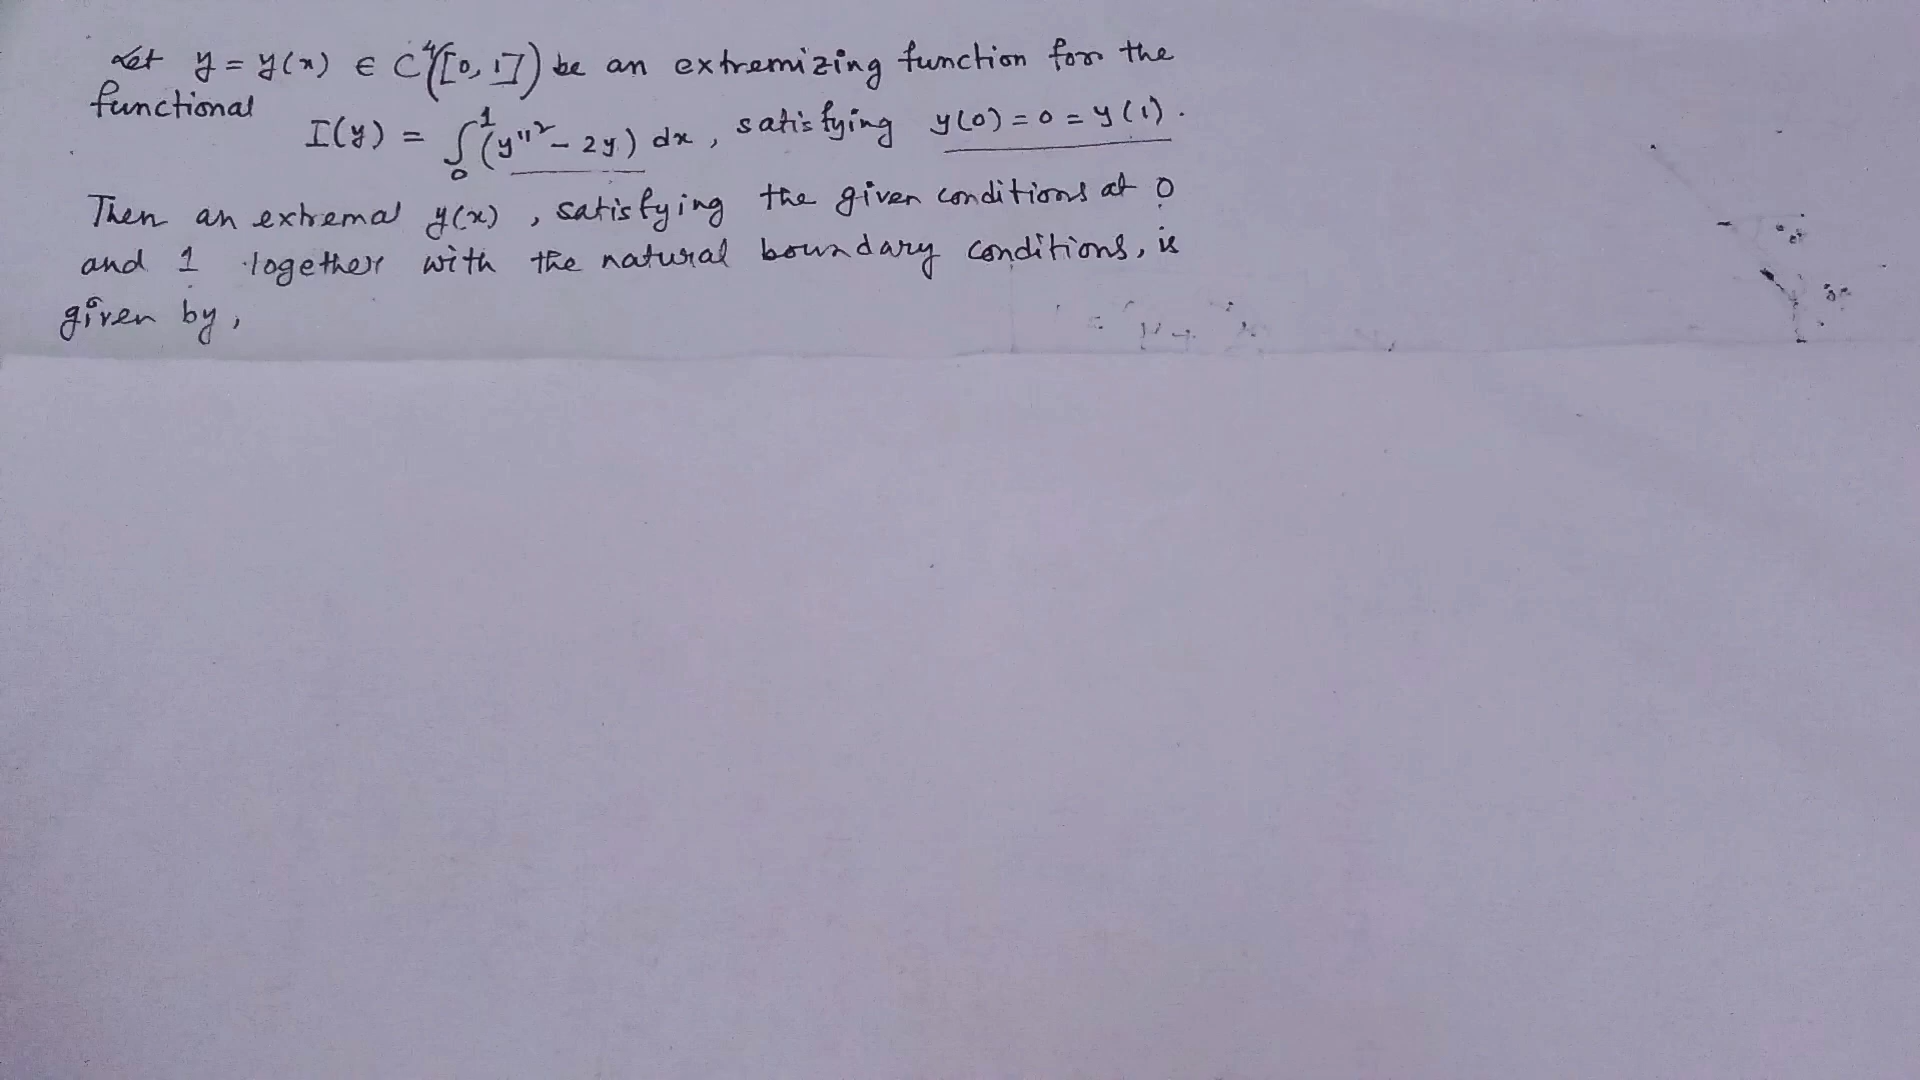 Let y = y(x) ∈ C⁴([0, 1]) be an extremizing function for the
functional
I(y) = ∫₀¹ (y''² - 2y) dx , satisfying y(0) = 0 = y(1) .
Then an extremal y(x) , satisfying the given conditions at 0
and 1 together with the natural boundary conditions, is
given by,